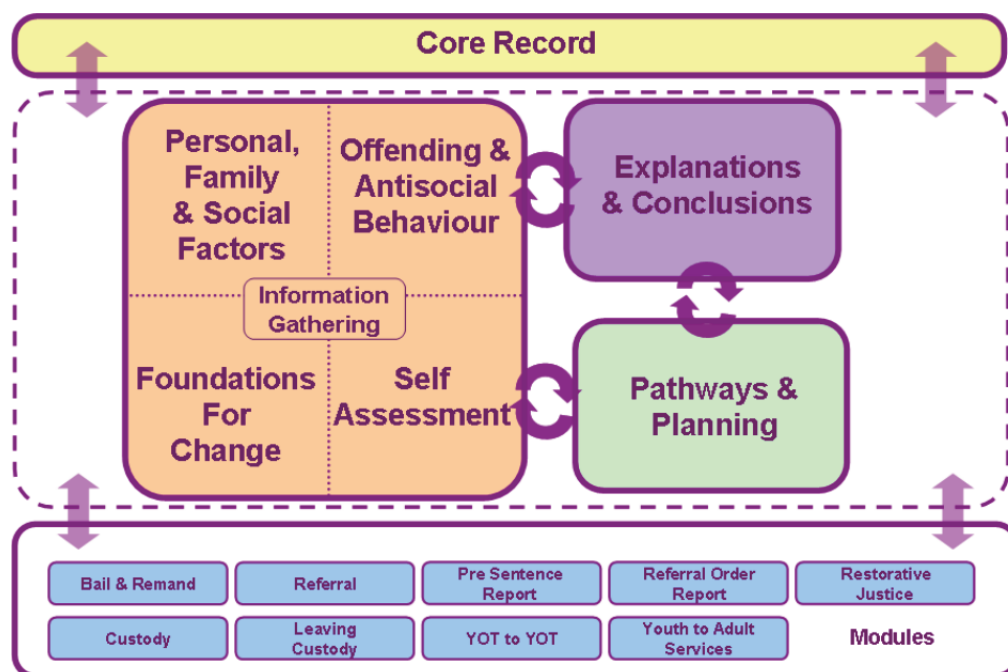 Core Record
Personal,
Family
& Social
Factors
Offending &
Antisocial
Behaviour
Explanations
& Conclusions
Information
Gathering
Foundations
For
Change
Self
Assessment
Pathways &
Planning
Bail & Remand
Referral
Pre Sentence
Report
Referral Order
Report
Restorative
Justice
Custody
Leaving
Custody
YOT to YOT
Youth to Adult
Services
Modules